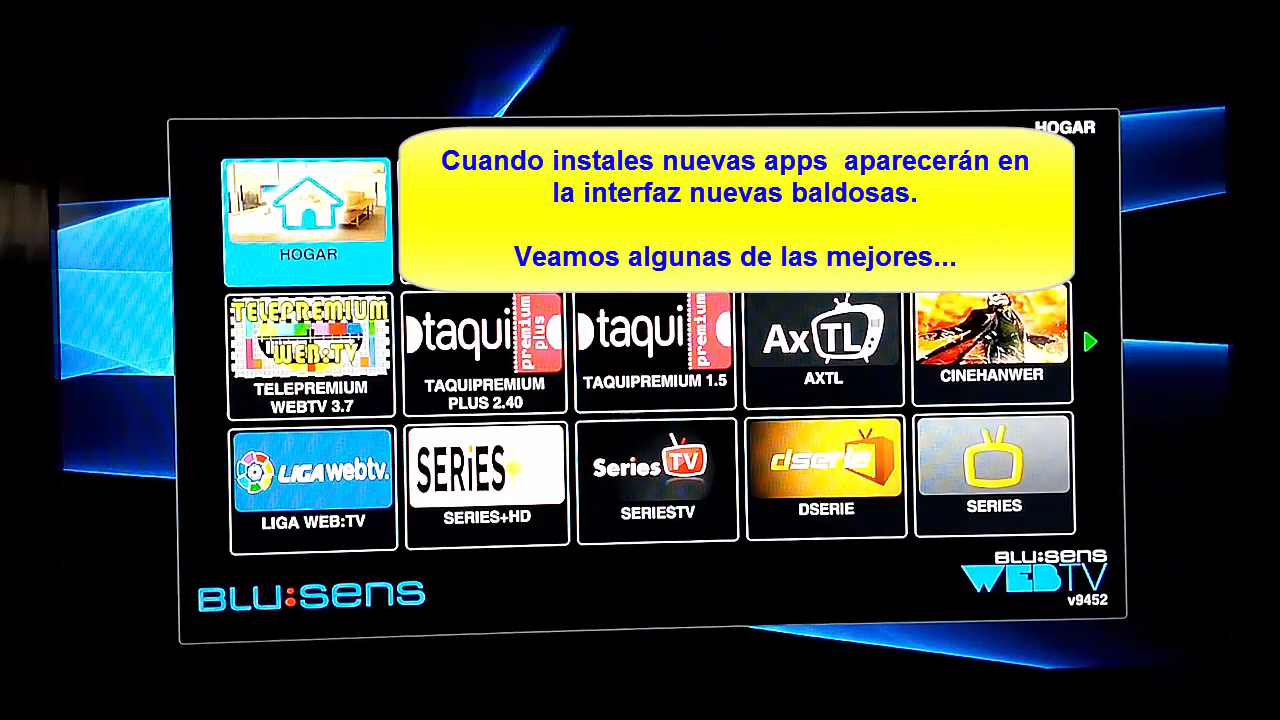 HOGAR
Cuando instales nuevas apps aparecerán en
la interfaz nuevas baldosas.
Veamos algunas de las mejores...
HOGAR
TELEPREMIUM
WEB:TV
TELEPREMIUM
WEBTV 3.7
taqui premium plus
TAQUIPREMIUM
PLUS 2.40
taqui premium
TAQUIPREMIUM 1.5
AxTL
AXTL
CINEHANWER
LIGA webtv.
LIGA WEB:TV
SERiES+
SERIES+HD
Series TV
SERIESTV
dserie
DSERIE
SERIES
BLU:SENS
BLU:SENS
WEBTV
v9452